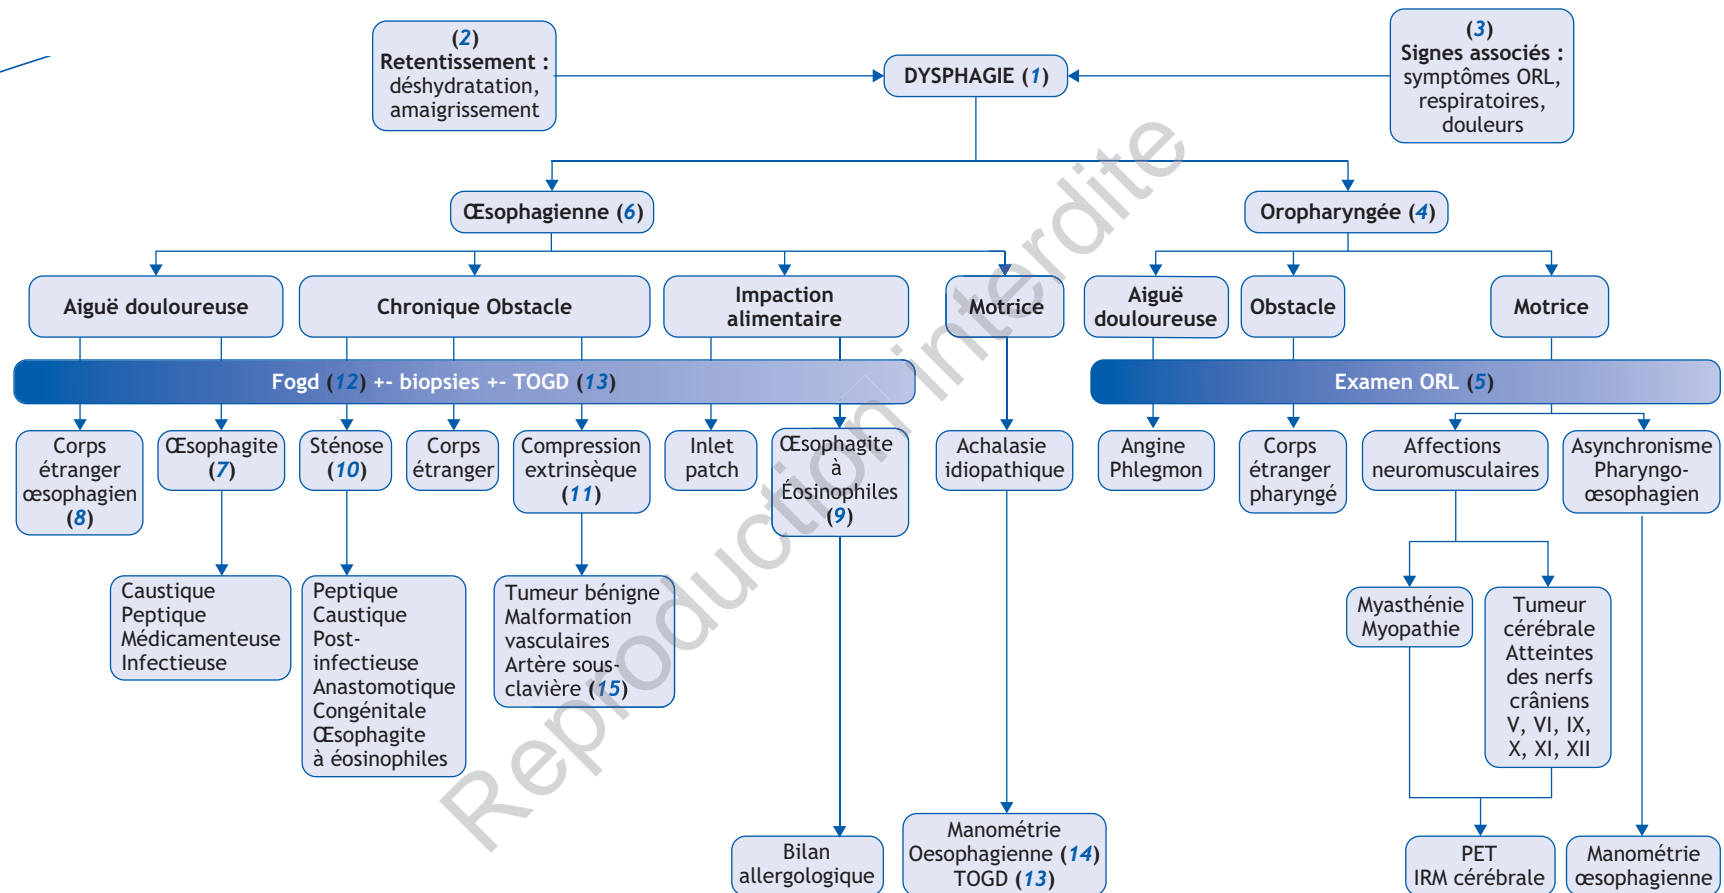 (2)
Retentissement :
déshydratation,
amaigrissement
DYSPHAGIE (1)
(3)
Signes associés :
symptômes ORL,
respiratoires,
douleurs
Œsophagienne (6)
Oropharyngée (4)
Aiguë douloureuse
Chronique Obstacle
Impaction
alimentaire
Motrice
Aiguë
douloureuse
Obstacle
Motrice
Fogd (12) +- biopsies +- TOGD (13)
Examen ORL (5)
Corps
étranger
œsophagien
(8)
Œsophagite
(7)
Sténose
(10)
Corps
étranger
Compression
extrinsèque
(11)
Inlet
patch
Œsophagite
à
Éosinophiles
(9)
Achalasie
idiopathique
Angine
Phlegmon
Corps
étranger
pharyngé
Affections
neuromusculaires
Asynchronisme
Pharyngo-
œsophagien
Caustique
Peptique
Médicamenteuse
Infectieuse
Peptique
Caustique
Post-
infectieuse
Anastomotique
Congénitale
Œsophagite
à éosinophiles
Tumeur bénigne
Malformation
vasculaires
Artère sous-
clavière (15)
Myasthénie
Myopathie
Tumeur
cérébrale
Atteintes
des nerfs
crâniens
V, VI, IX,
X, XI, XII
Bilan
allergologique
Manométrie
Oesophagienne (14)
TOGD (13)
PET
IRM cérébrale
Manométrie
œsophagienne
Reproduction interdite